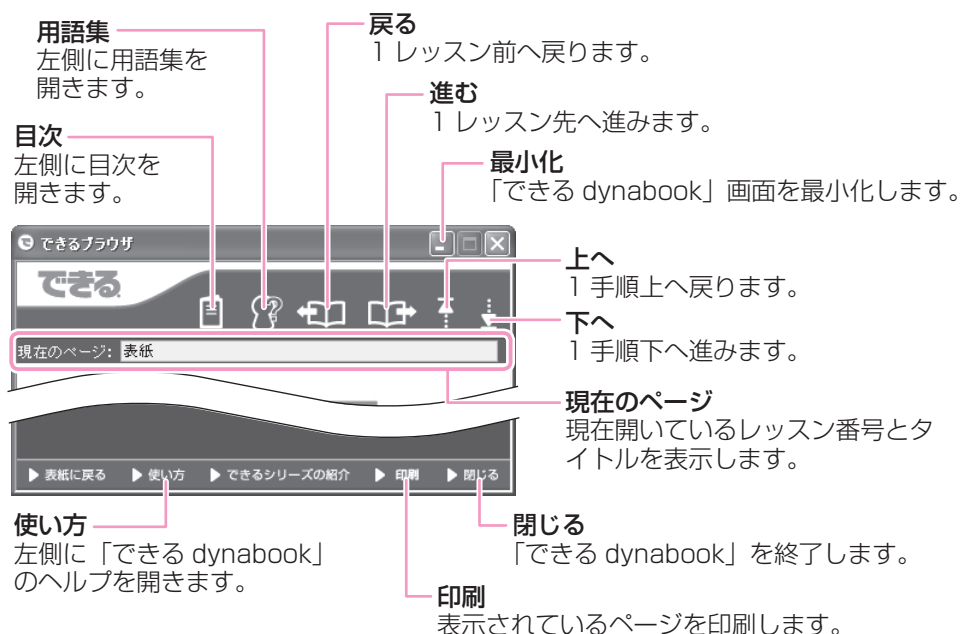 用語集
左側に用語集を
開きます。
戻る
1 レッスン前へ戻ります。
進む
1 レッスン先へ進みます。
目次
左側に目次を
開きます。
最小化
「できる dynabook」画面を最小化します。
できるブラウザ
できる
上へ
1 手順上へ戻ります。
下へ
1 手順下へ進みます。
現在のページ: 表紙
現在のページ
現在開いているレッスン番号とタ
イトルを表示します。
▶ 表紙に戻る ▶ 使い方 ▶ できるシリーズの紹介 ▶ 印刷 ▶ 閉じる
使い方
左側に「できる dynabook」
のヘルプを開きます。
閉じる
「できる dynabook」を終了します。
印刷
表示されているページを印刷します。